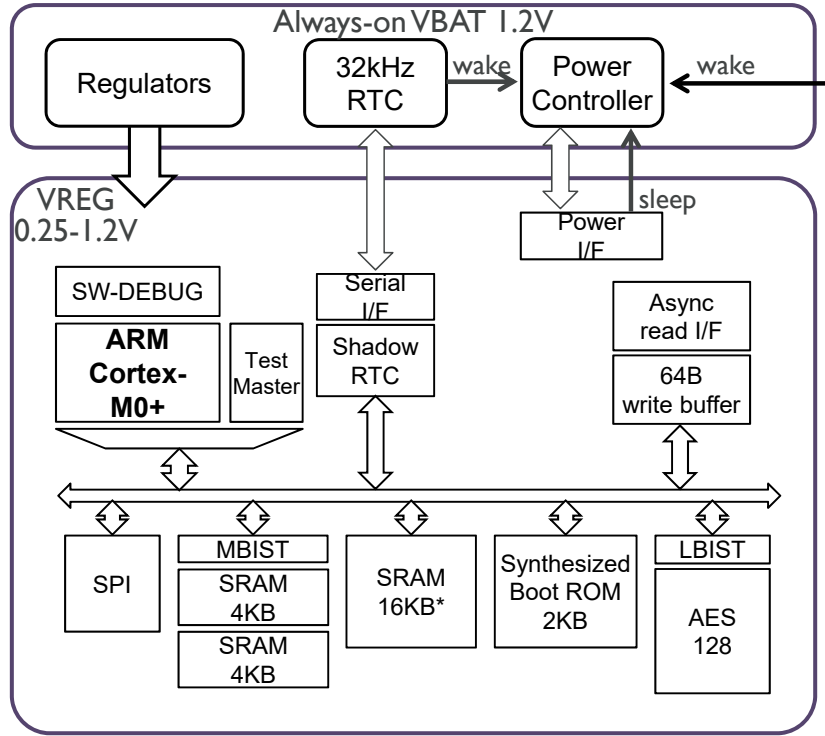 Always-on VBAT 1.2V
Regulators
32kHz
RTC
wake
Power
Controller
wake
VREG
0.25-1.2V
sleep
Power
I/F
SW-DEBUG
ARM
Cortex-
M0+
Test
Master
Serial
I/F
Shadow
RTC
Async
read I/F
64B
write buffer
SPI
MBIST
SRAM
4KB
SRAM
4KB
SRAM
16KB*
Synthesized
Boot ROM
2KB
LBIST
AES
128